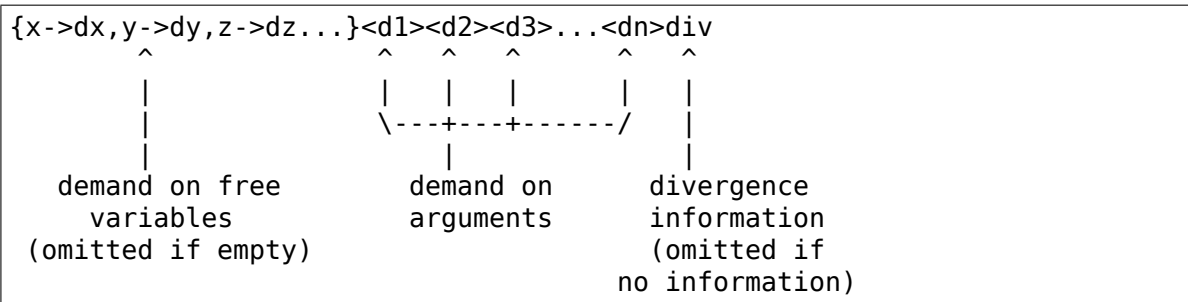 {x->dx,y->dy,z->dz...}<d1><d2><d3>...<dn>div
        ^              ^   ^   ^      ^   ^
        |              |   |   |      |   |
        |              \---+---+------/   |
        |                  |              |
   demand on free        demand on      divergence
     variables           arguments      information
 (omitted if empty)                     (omitted if
                                      no information)